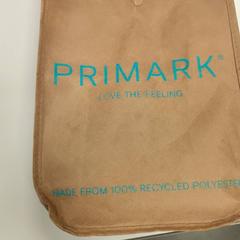 PRIMARK®
LOVE THE FEELING
MADE FROM 100% RECYCLED POLYESTER